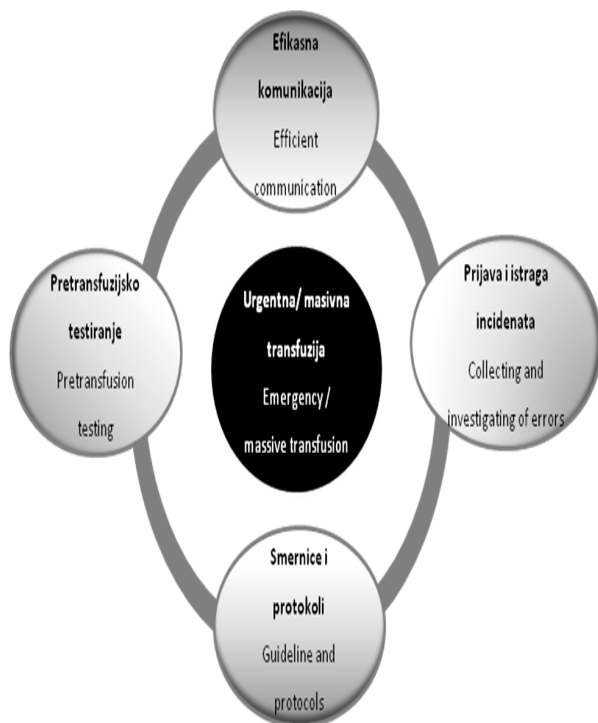 Efikasna
komunikacija
Efficient
communication
Pretransfuzijsko
testiranje
Pretransfusion
testing
Urgentna/ masivna
transfuzija
Emergency /
massive transfusion
Prijava i istraga
incidenata
Collecting and
investigating of errors
Smernice i
protokoli
Guideline and
protocols